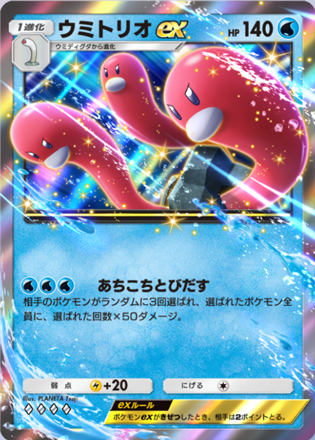 1進化
ウミトリオex
HP 140
ウミディグダから進化
あちこちとびだす
相手のポケモンがランダムに3回選ばれ、選ばれたポケモン全
員に、選ばれた回数×50ダメージ。
弱点
+20
にげる
illus. PLANETA Tsuji
exルール
ポケモンexがきぜつしたとき、相手は2ポイントとる。